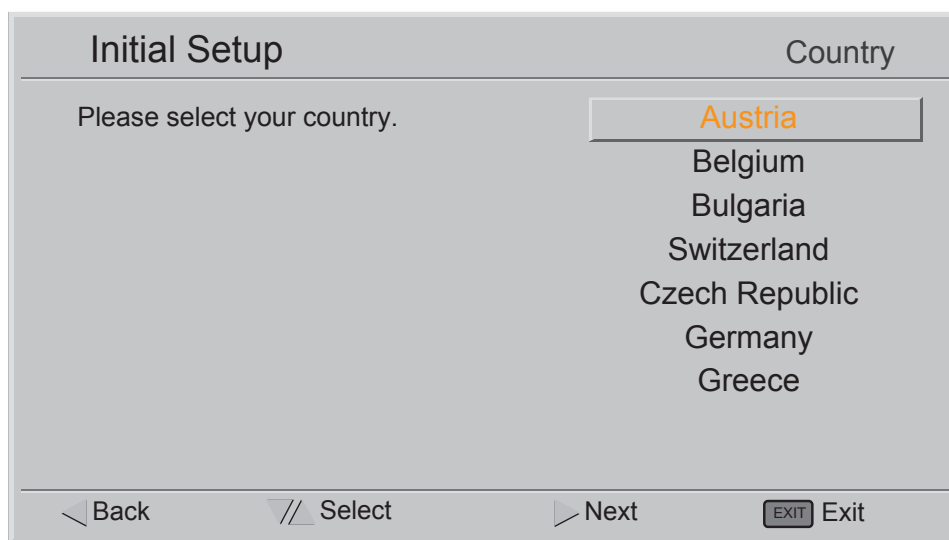 Initial Setup Country
Please select your country.
Austria
Belgium
Bulgaria
Switzerland
Czech Republic
Germany
Greece
Back Select Next EXIT Exit